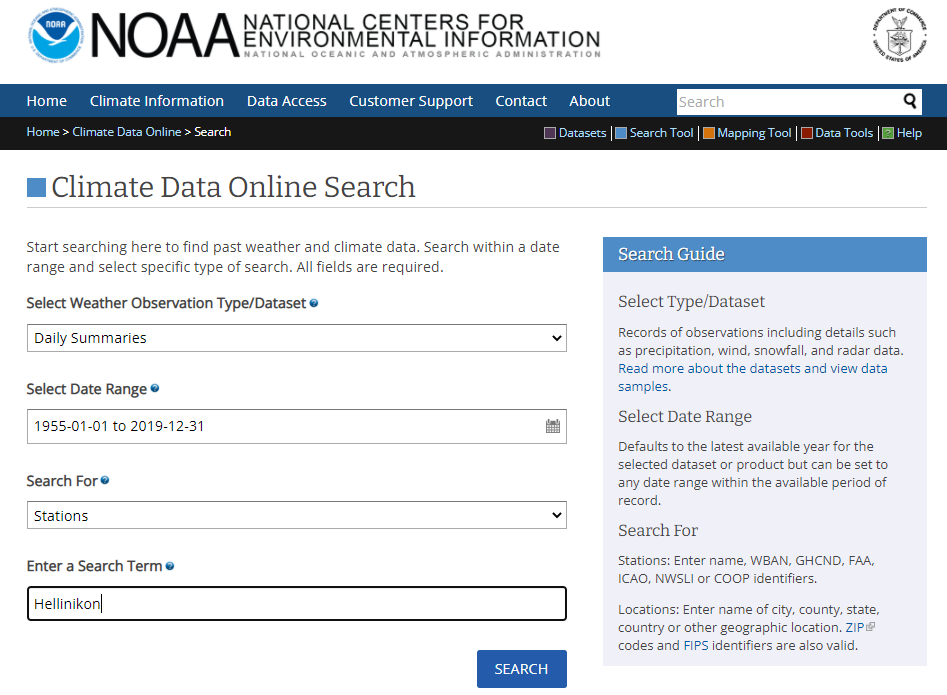 NOAA
NOAA
NATIONAL CENTERS FOR
ENVIRONMENTAL INFORMATION
NATIONAL OCEANIC AND ATMOSPHERIC ADMINISTRATION
DEPARTMENT OF COMMERCE
UNITED STATES OF AMERICA
Home Climate Information Data Access Customer Support Contact About Search
Home > Climate Data Online > Search Datasets | Search Tool | Mapping Tool | Data Tools | ? Help
Climate Data Online Search
Start searching here to find past weather and climate data. Search within a date
range and select specific type of search. All fields are required.
Select Weather Observation Type/Dataset ?
Daily Summaries
Select Date Range ?
1955-01-01 to 2019-12-31
Search For ?
Stations
Enter a Search Term ?
Hellinikon
SEARCH
Search Guide
Select Type/Dataset
Records of observations including details such
as precipitation, wind, snowfall, and radar data.
Read more about the datasets and view data
samples.
Select Date Range
Defaults to the latest available year for the
selected dataset or product but can be set to
any date range within the available period of
record.
Search For
Stations: Enter name, WBAN, GHCND, FAA,
ICAO, NWSLI or COOP identifiers.
Locations: Enter name of city, county, state,
country or other geographic location. ZIP
codes and FIPS identifiers are also valid.